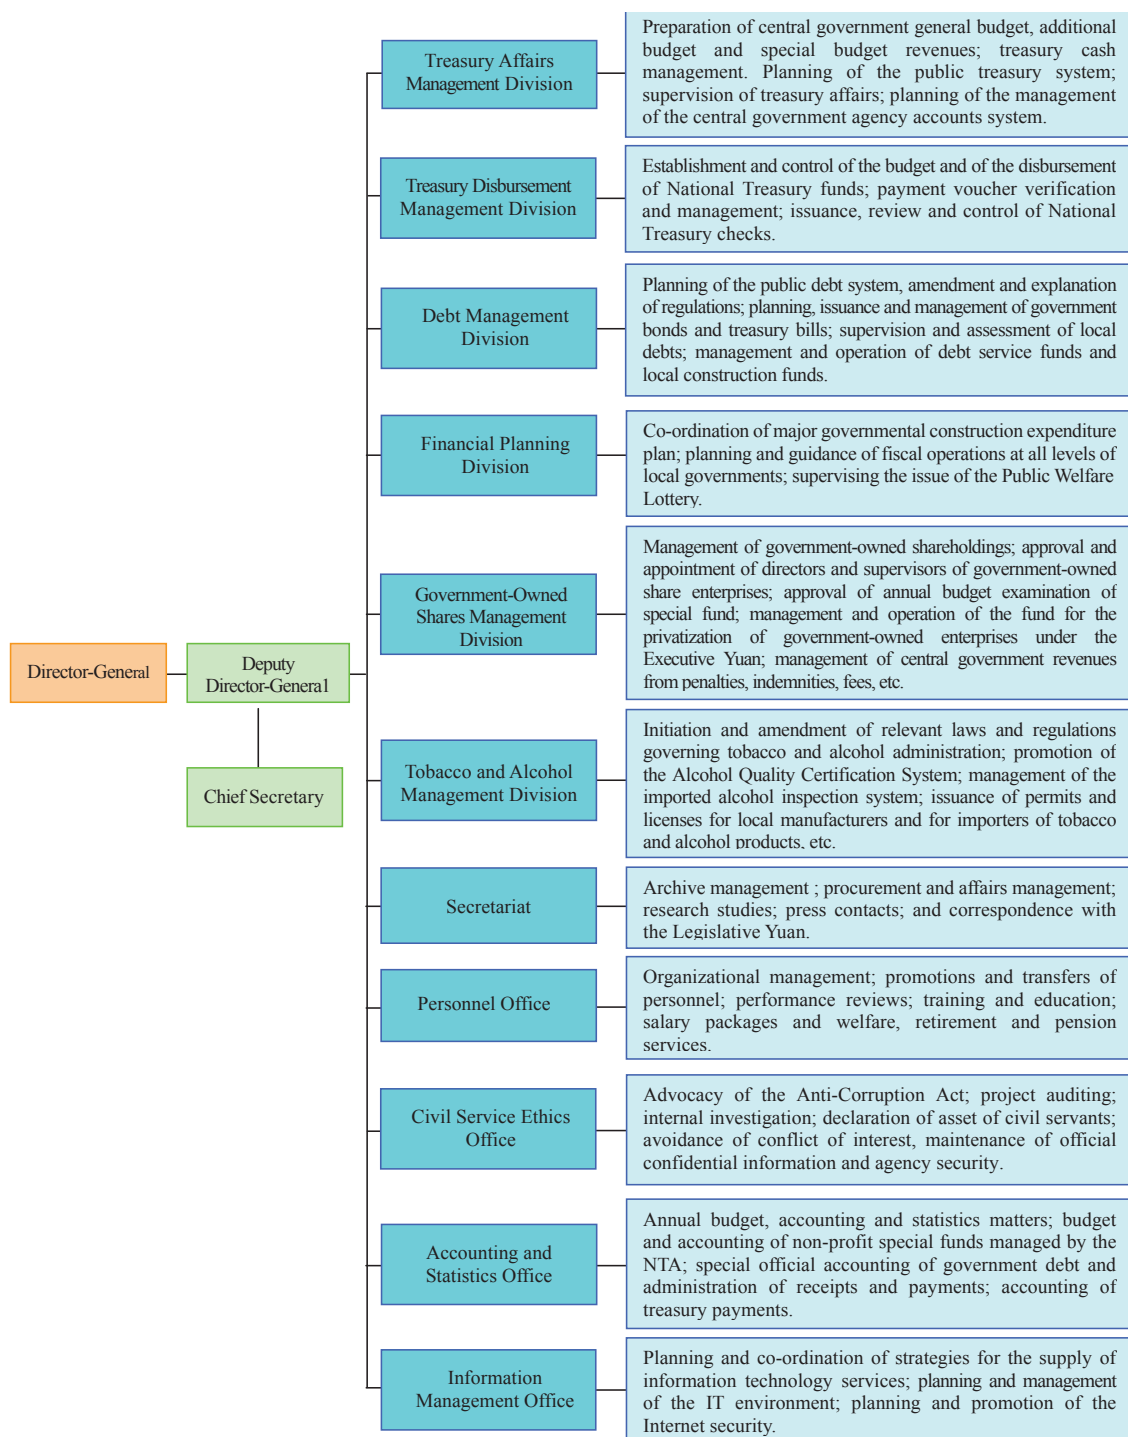 Director-General
Deputy
Director-Genera1
Chief Secretary
Treasury Affairs
Management Division
Preparation of central government general budget, additional
budget and special budget revenues; treasury cash
management. Planning of the public treasury system;
supervision of treasury affairs; planning of the management
of the central government agency accounts system.
Treasury Disbursement
Management Division
Establishment and control of the budget and of the disbursement
of National Treasury funds; payment voucher verification
and management; issuance, review and control of National
Treasury checks.
Debt Management
Division
Planning of the public debt system, amendment and explanation
of regulations; planning, issuance and management of government
bonds and treasury bills; supervision and assessment of local
debts; management and operation of debt service funds and
local construction funds.
Financial Planning
Division
Co-ordination of major governmental construction expenditure
plan; planning and guidance of fiscal operations at all levels of
local governments; supervising the issue of the Public Welfare
Lottery.
Government-Owned
Shares Management
Division
Management of government-owned shareholdings; approval and
appointment of directors and supervisors of government-owned
share enterprises; approval of annual budget examination of
special fund; management and operation of the fund for the
privatization of government-owned enterprises under the
Executive Yuan; management of central government revenues
from penalties, indemnities, fees, etc.
Tobacco and Alcohol
Management Division
Initiation and amendment of relevant laws and regulations
governing tobacco and alcohol administration; promotion of
the Alcohol Quality Certification System; management of the
imported alcohol inspection system; issuance of permits and
licenses for local manufacturers and for importers of tobacco
and alcohol products, etc.
Secretariat
Archive management ; procurement and affairs management;
research studies; press contacts; and correspondence with
the Legislative Yuan.
Personnel Office
Organizational management; promotions and transfers of
personnel; performance reviews; training and education;
salary packages and welfare, retirement and pension
services.
Civil Service Ethics
Office
Advocacy of the Anti-Corruption Act; project auditing;
internal investigation; declaration of asset of civil servants;
avoidance of conflict of interest, maintenance of official
confidential information and agency security.
Accounting and
Statistics Office
Annual budget, accounting and statistics matters; budget
and accounting of non-profit special funds managed by the
NTA; special official accounting of government debt and
administration of receipts and payments; accounting of
treasury payments.
Information
Management Office
Planning and co-ordination of strategies for the supply of
information technology services; planning and management
of the IT environment; planning and promotion of the
Internet security.